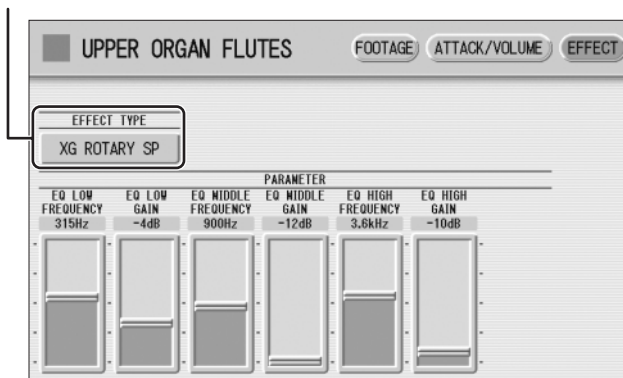 UPPER ORGAN FLUTES FOOTAGE ATTACK/VOLUME EFFECT
EFFECT TYPE
XG ROTARY SP
PARAMETER
EQ LOW EQ LOW EQ MIDDLE EQ MIDDLE EQ HIGH EQ HIGH
FREQUENCY GAIN FREQUENCY GAIN FREQUENCY GAIN
315Hz -4dB 900Hz -12dB 3.6kHz -10dB